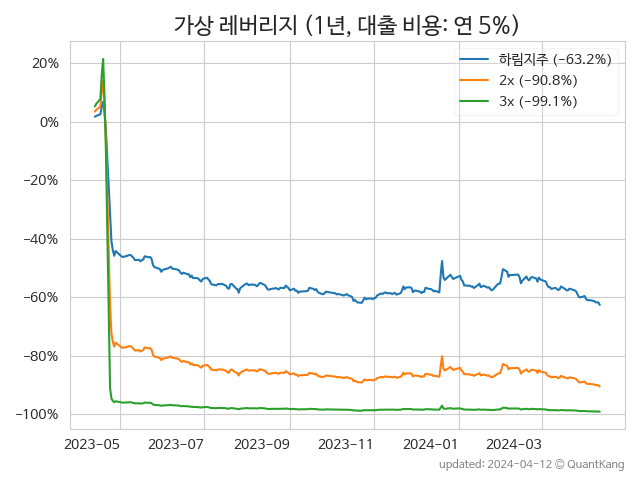 가상 레버리지 (1년, 대출 비용: 연 5%)
하림지주 (−63.2%)
2x (−90.8%)
3x (−99.1%)
20%
0%
−20%
−40%
−60%
−80%
−100%
2023-05 2023-07 2023-09 2023-11 2024-01 2024-03
updated: 2024-04-12 © QuantKang